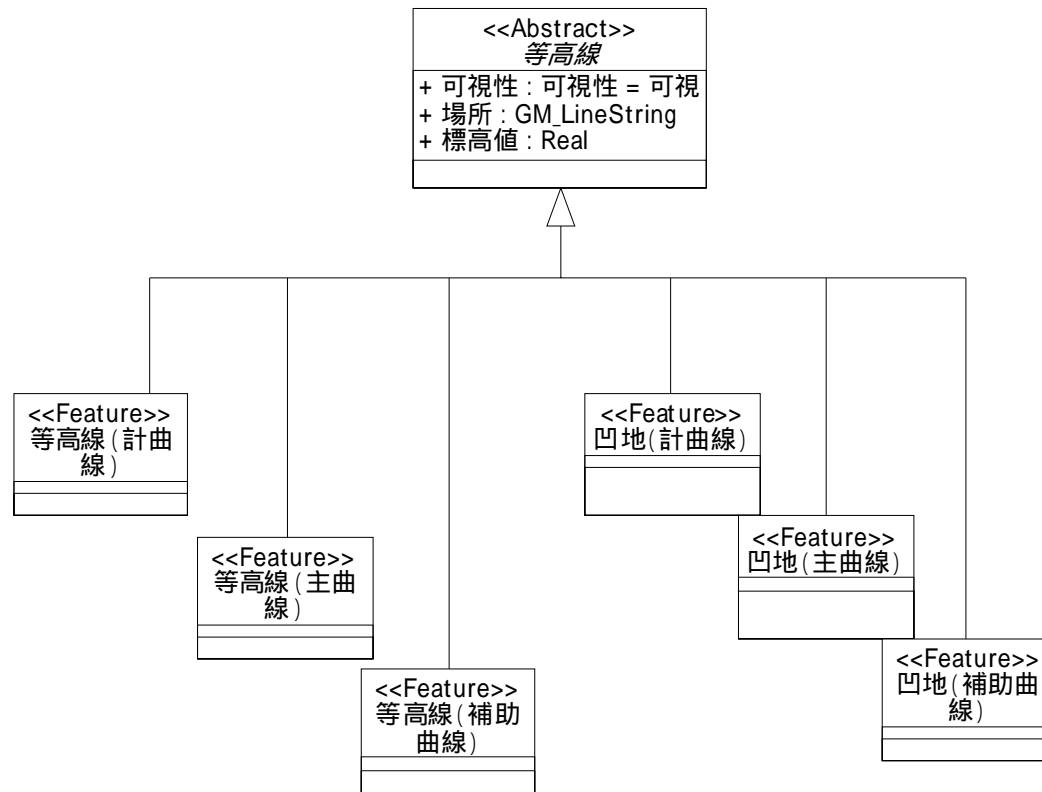 <<Abstract>>
等高線
+ 可視性 : 可視性 = 可視
+ 場所 : GM_LineString
+ 標高値 : Real
<<Feature>>
等高線(計曲
線)
<<Feature>>
凹地(計曲線)
<<Feature>>
等高線(主曲
線)
<<Feature>>
凹地(主曲線)
<<Feature>>
等高線(補助
曲線)
<<Feature>>
凹地(補助曲
線)